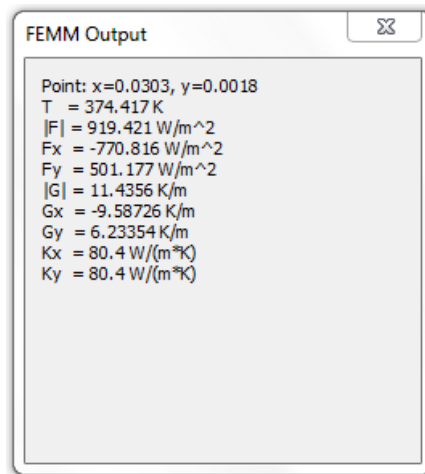 FEMM Output
Point: x=0.0303, y=0.0018
T = 374.417 K
|F| = 919.421 W/m^2
Fx = -770.816 W/m^2
Fy = 501.177 W/m^2
|G| = 11.4356 K/m
Gx = -9.58726 K/m
Gy = 6.23354 K/m
Kx = 80.4 W/(m*K)
Ky = 80.4 W/(m*K)